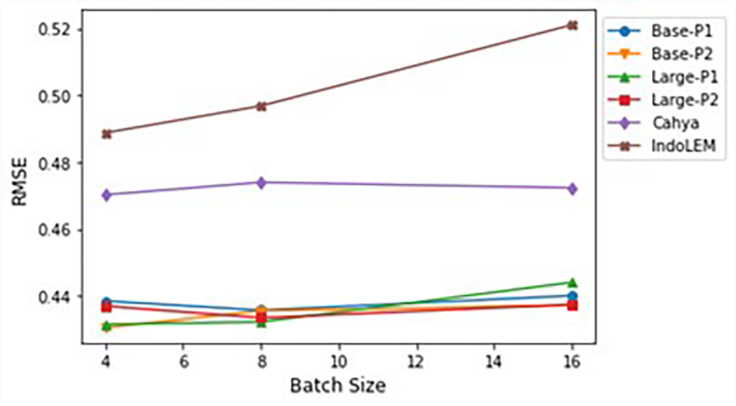 0.52
0.50
0.48
0.46
0.44
RMSE
4 6 8 10 12 14 16
Batch Size
Base-P1
Base-P2
Large-P1
Large-P2
Cahya
IndoLEM